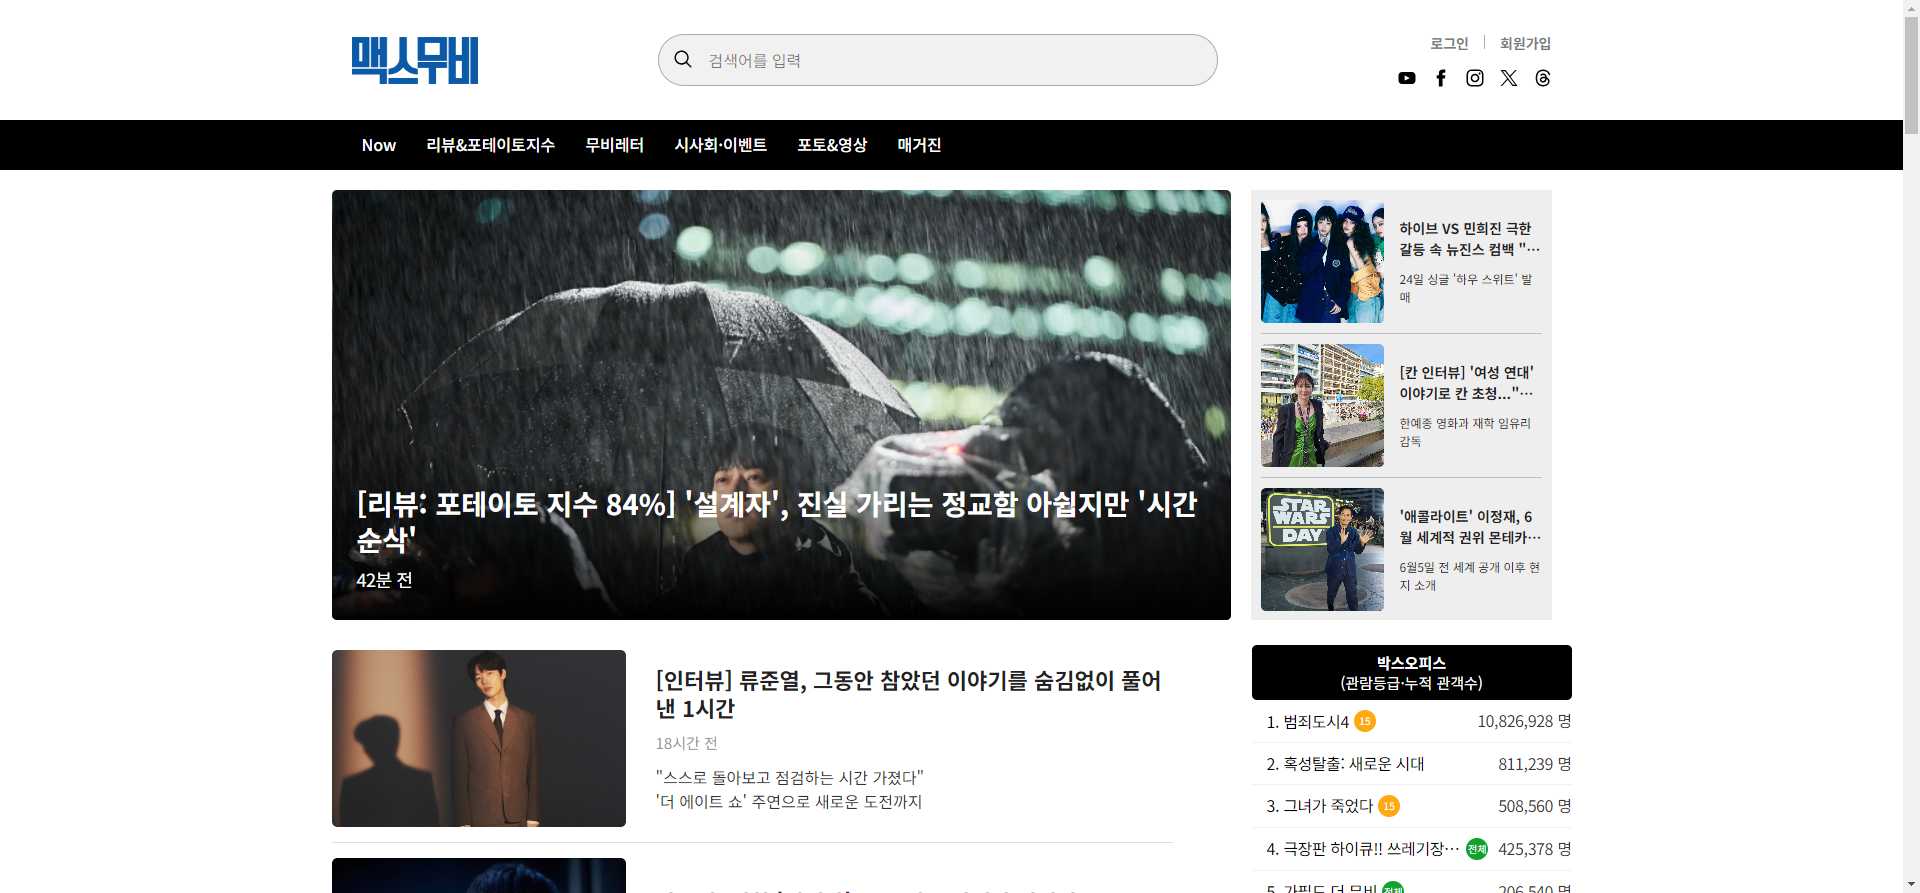 맥스무비
검색어를 입력
로그인
회원가입
Now
리뷰&포테이토지수
무비레터
시사회·이벤트
포토&영상
매거진
[리뷰: 포테이토 지수 84%] '설계자', 진실 가리는 정교함 아쉽지만 '시간
순삭'
42분 전
하이브 VS 민희진 극한
갈등 속 뉴진스 컴백 "…
24일 싱글 '하우 스위트' 발
매
[칸 인터뷰] '여성 연대'
이야기로 칸 초청..."…
한예종 영화과 재학 임유리
감독
STAR
WARS
DAY
'애콜라이트' 이정재, 6
월 세계적 권위 몬테카…
6월5일 전 세계 공개 이후 현
지 소개
[인터뷰] 류준열, 그동안 참았던 이야기를 숨김없이 풀어
낸 1시간
18시간 전
"스스로 돌아보고 점검하는 시간 가졌다"
'더 에이트 쇼' 주연으로 새로운 도전까지
박스오피스
(관람등급·누적 관객수)
1. 범죄도시4 15 10,826,928 명
2. 혹성탈출: 새로운 시대 811,239 명
3. 그녀가 죽었다 15 508,560 명
4. 극장판 하이큐!! 쓰레기장… 전체 425,378 명
5. 가필드 더 무비 전체 206,540 명